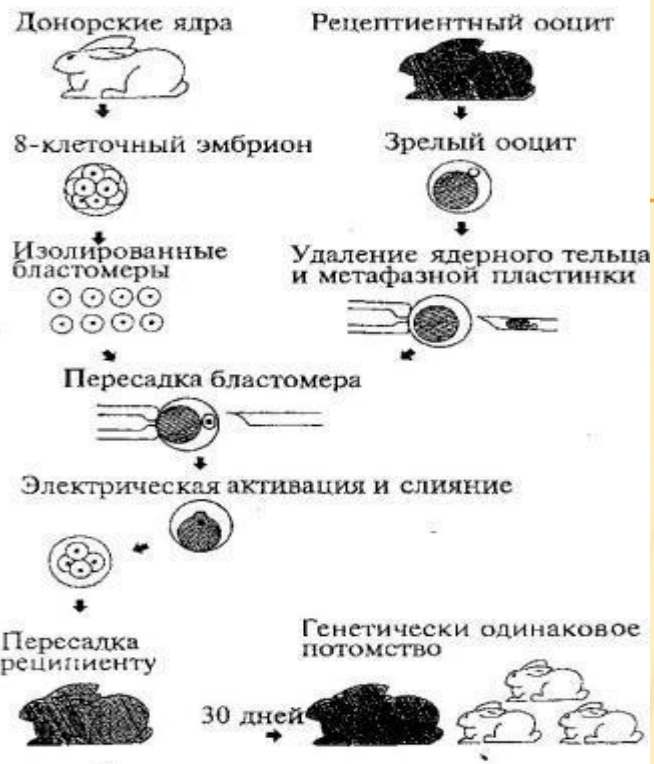 Донорские ядра
Рецептиентный ооцит
8-клеточный эмбрион
Зрелый ооцит
Изолированные
бластомеры
Удаление ядерного тельца
и метафазной пластинки
Пересадка бластомера
Электрическая активация и слияние
Пересадка
реципиенту
30 дней
Генетически одинаковое
потомство